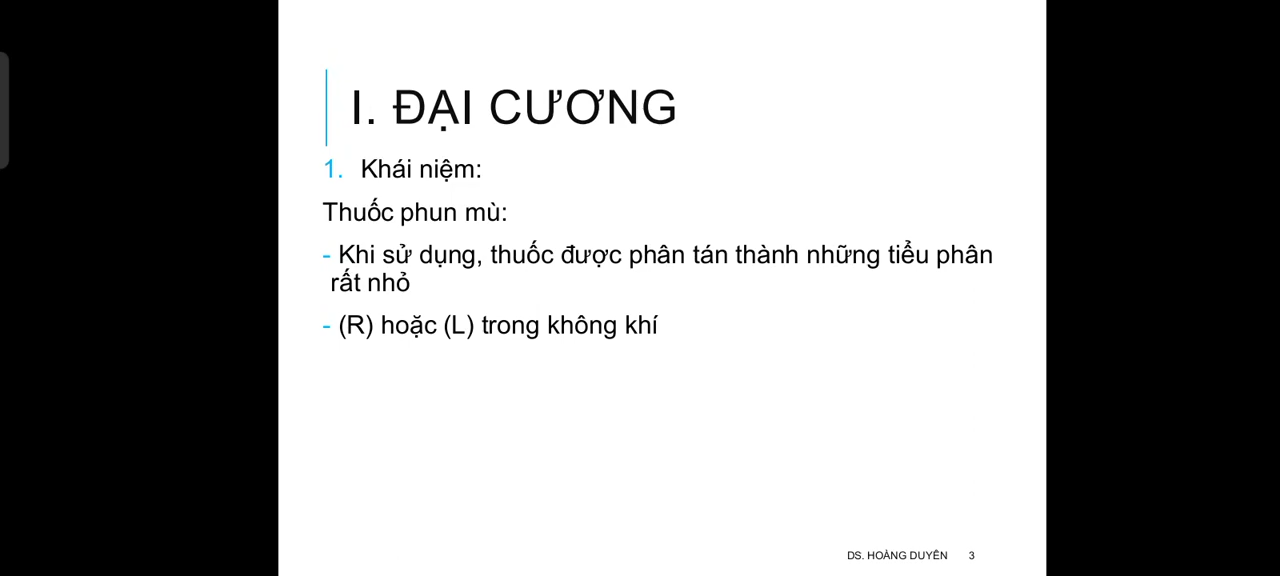 I. ĐẠI CƯƠNG
1. Khái niệm:
Thuốc phun mù:
- Khi sử dụng, thuốc được phân tán thành những tiểu phân
rất nhỏ
- (R) hoặc (L) trong không khí
DS. HOÀNG DUYÊN 3